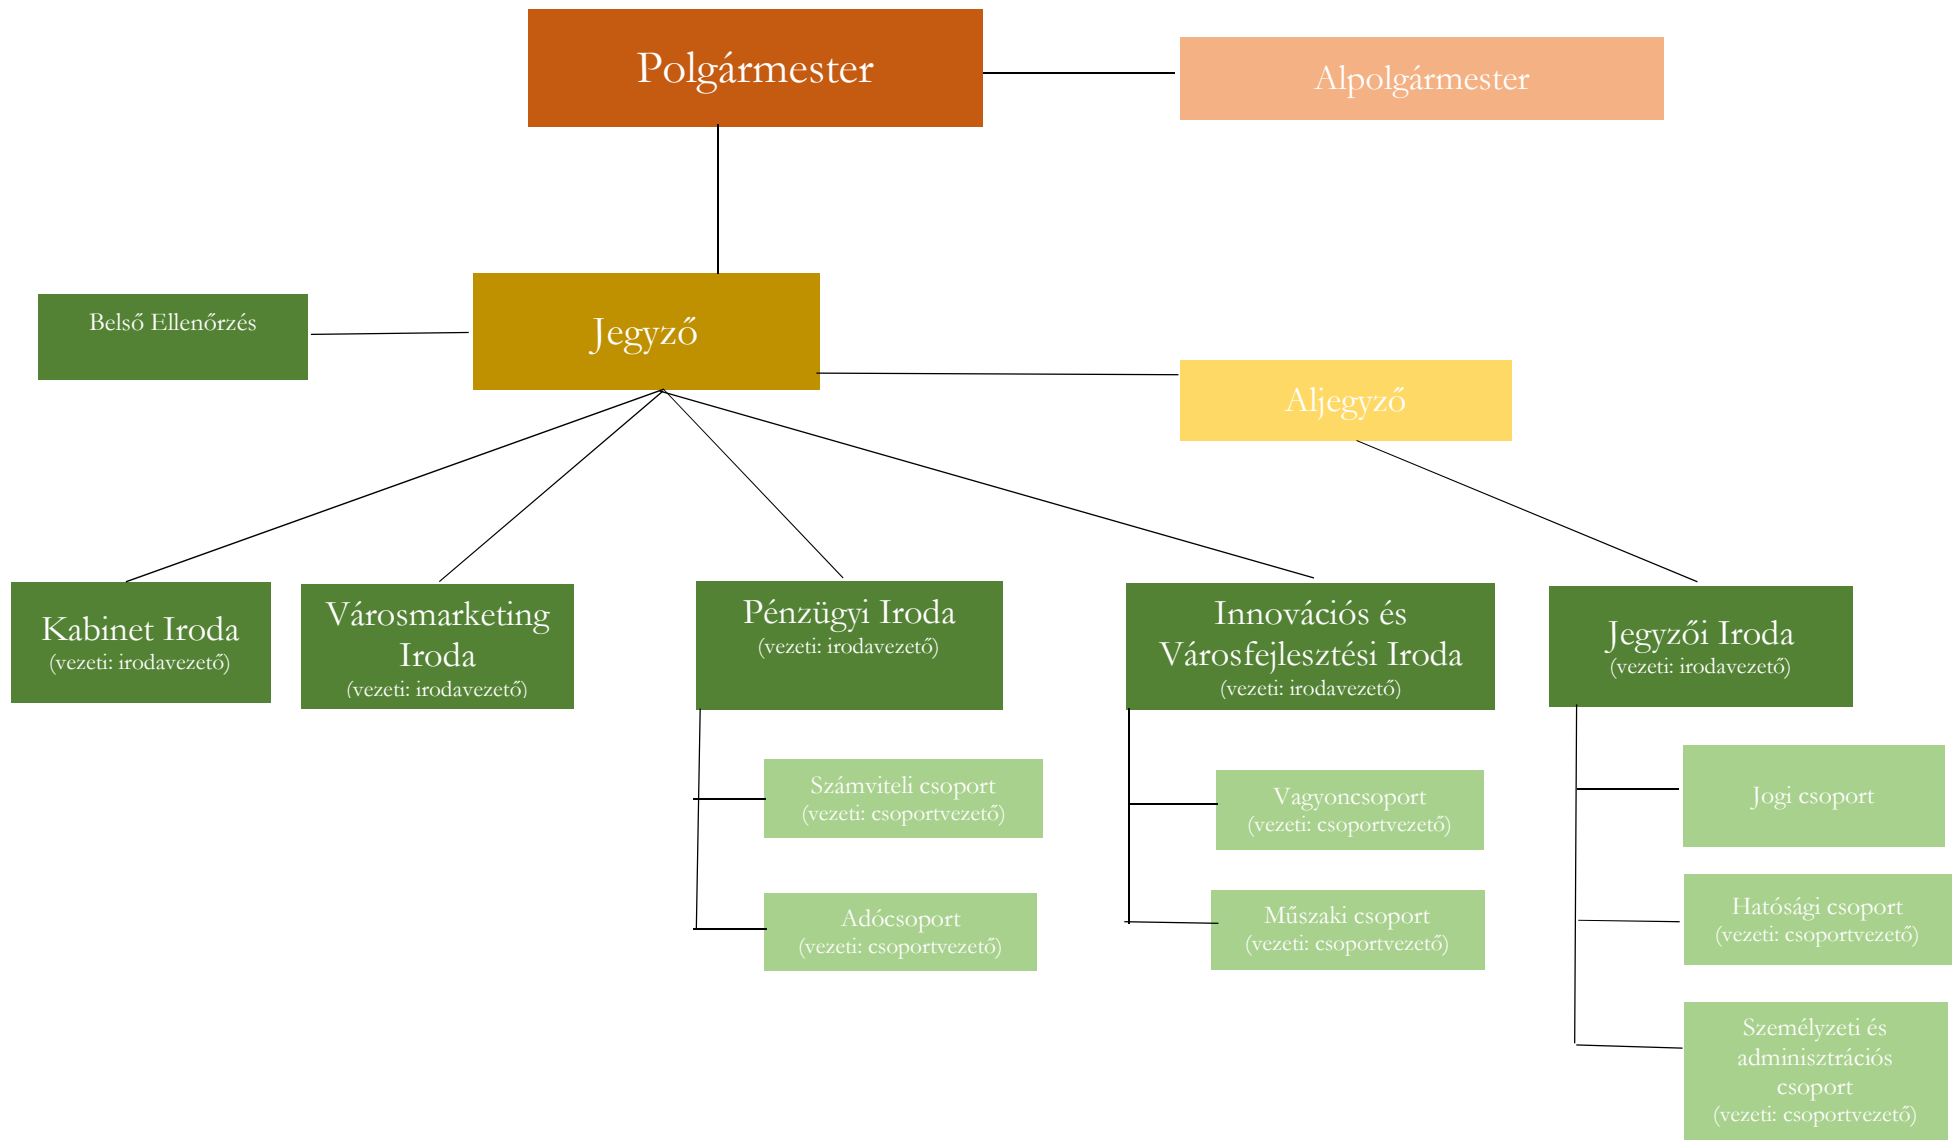 Polgármester
Alpolgármester
Belső Ellenőrzés
Jegyző
Aljegyző
Kabinet Iroda
(vezeti: irodavezető)
Városmarketing
Iroda
(vezeti: irodavezető)
Pénzügyi Iroda
(vezeti: irodavezető)
Innovációs és
Városfejlesztési Iroda
(vezeti: irodavezető)
Jegyzői Iroda
(vezeti: irodavezető)
Számviteli csoport
(vezeti: csoportvezető)
Adócsoport
(vezeti: csoportvezető)
Vagyoncsoport
(vezeti: csoportvezető)
Műszaki csoport
(vezeti: csoportvezető)
Jogi csoport
Hatósági csoport
(vezeti: csoportvezető)
Személyzeti és
adminisztrációs
csoport
(vezeti: csoportvezető)